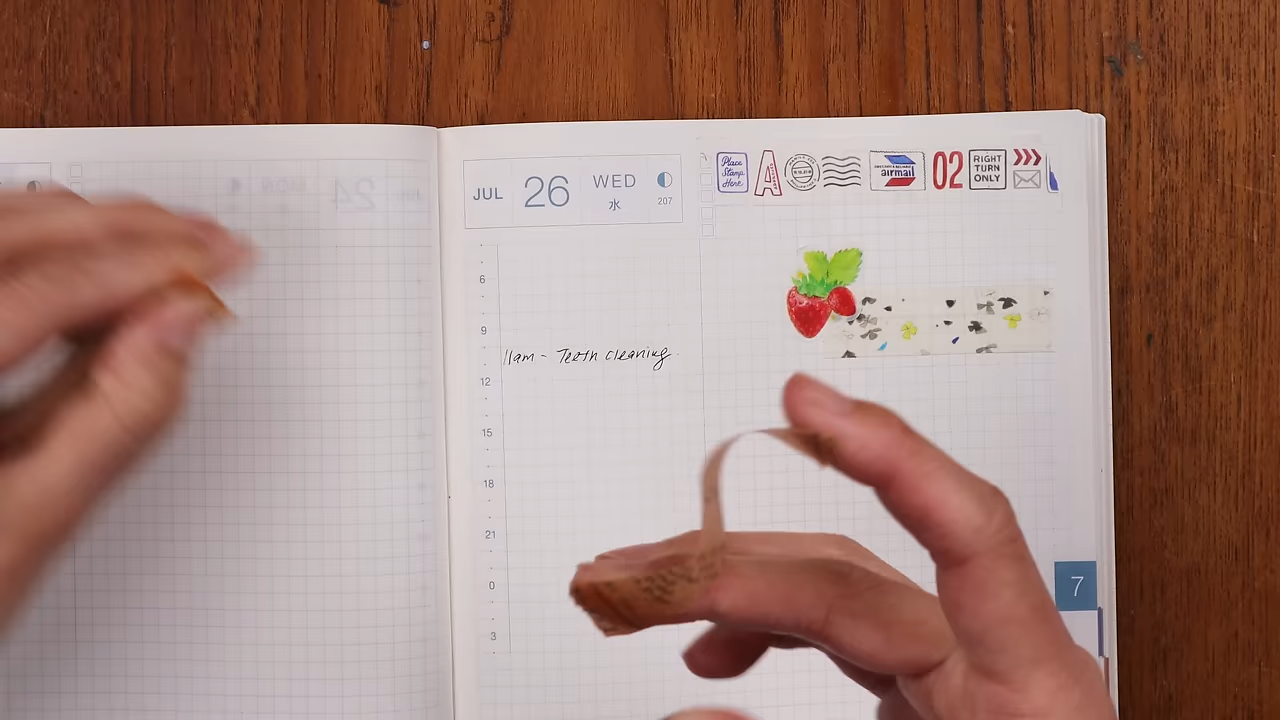 JUL 26 WED 水 207
Place Stamp Here
A
airmail
02
RIGHT TURN ONLY
6
9
11am - Teeth cleaning.
12
15
18
21
0
3
7
24